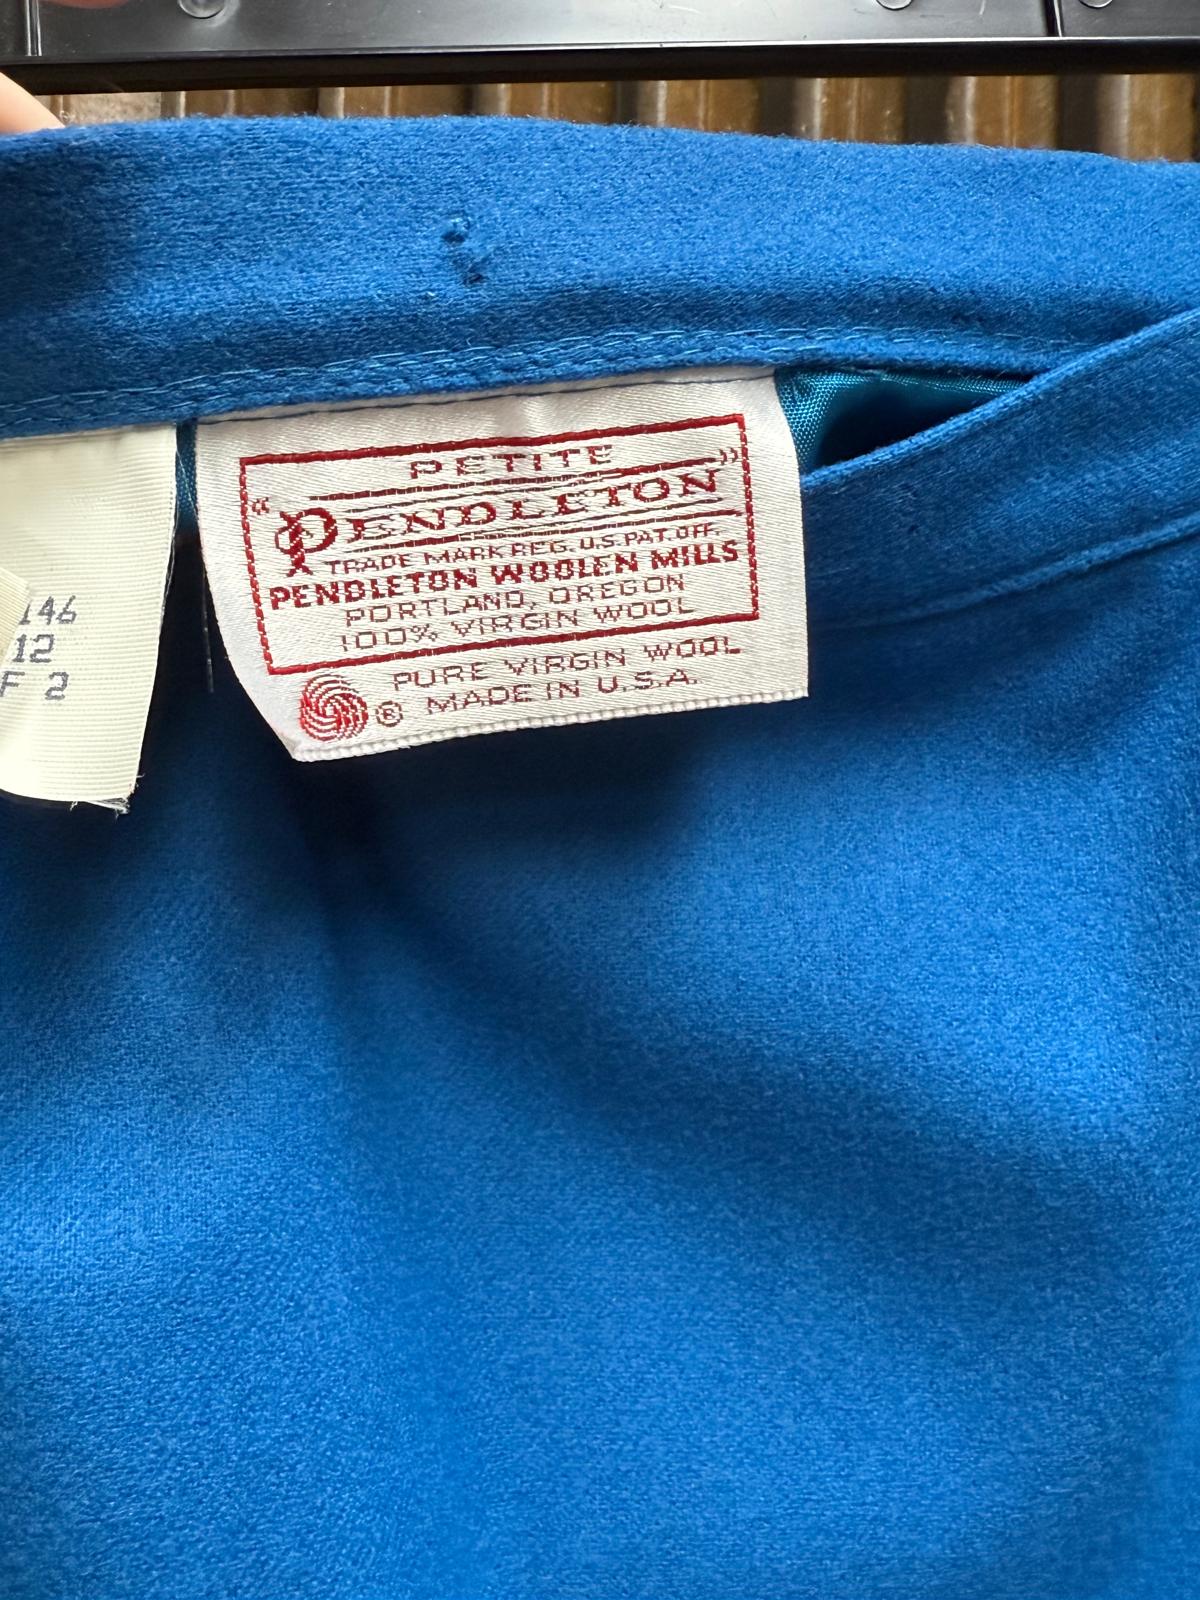 PETITE
"PENDLETON"
TRADE MARK REG. U.S. PAT. OFF.
PENDLETON WOOLEN MILLS
PORTLAND, OREGON
100% VIRGIN WOOL
PURE VIRGIN WOOL
® MADE IN U.S.A.
146
12
F 2